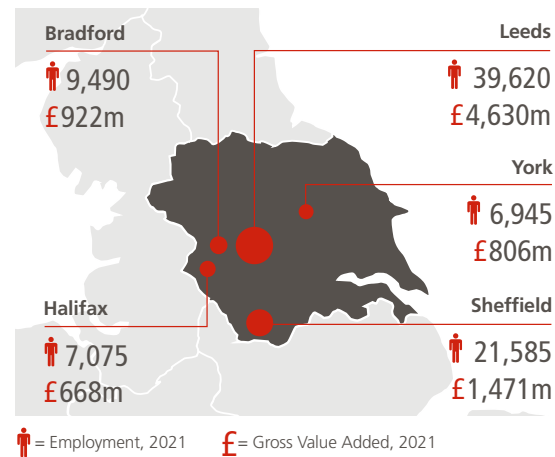 Bradford
9,490
£922m
Leeds
39,620
£4,630m
York
6,945
£806m
Halifax
7,075
£668m
Sheffield
21,585
£1,471m
= Employment, 2021
£= Gross Value Added, 2021